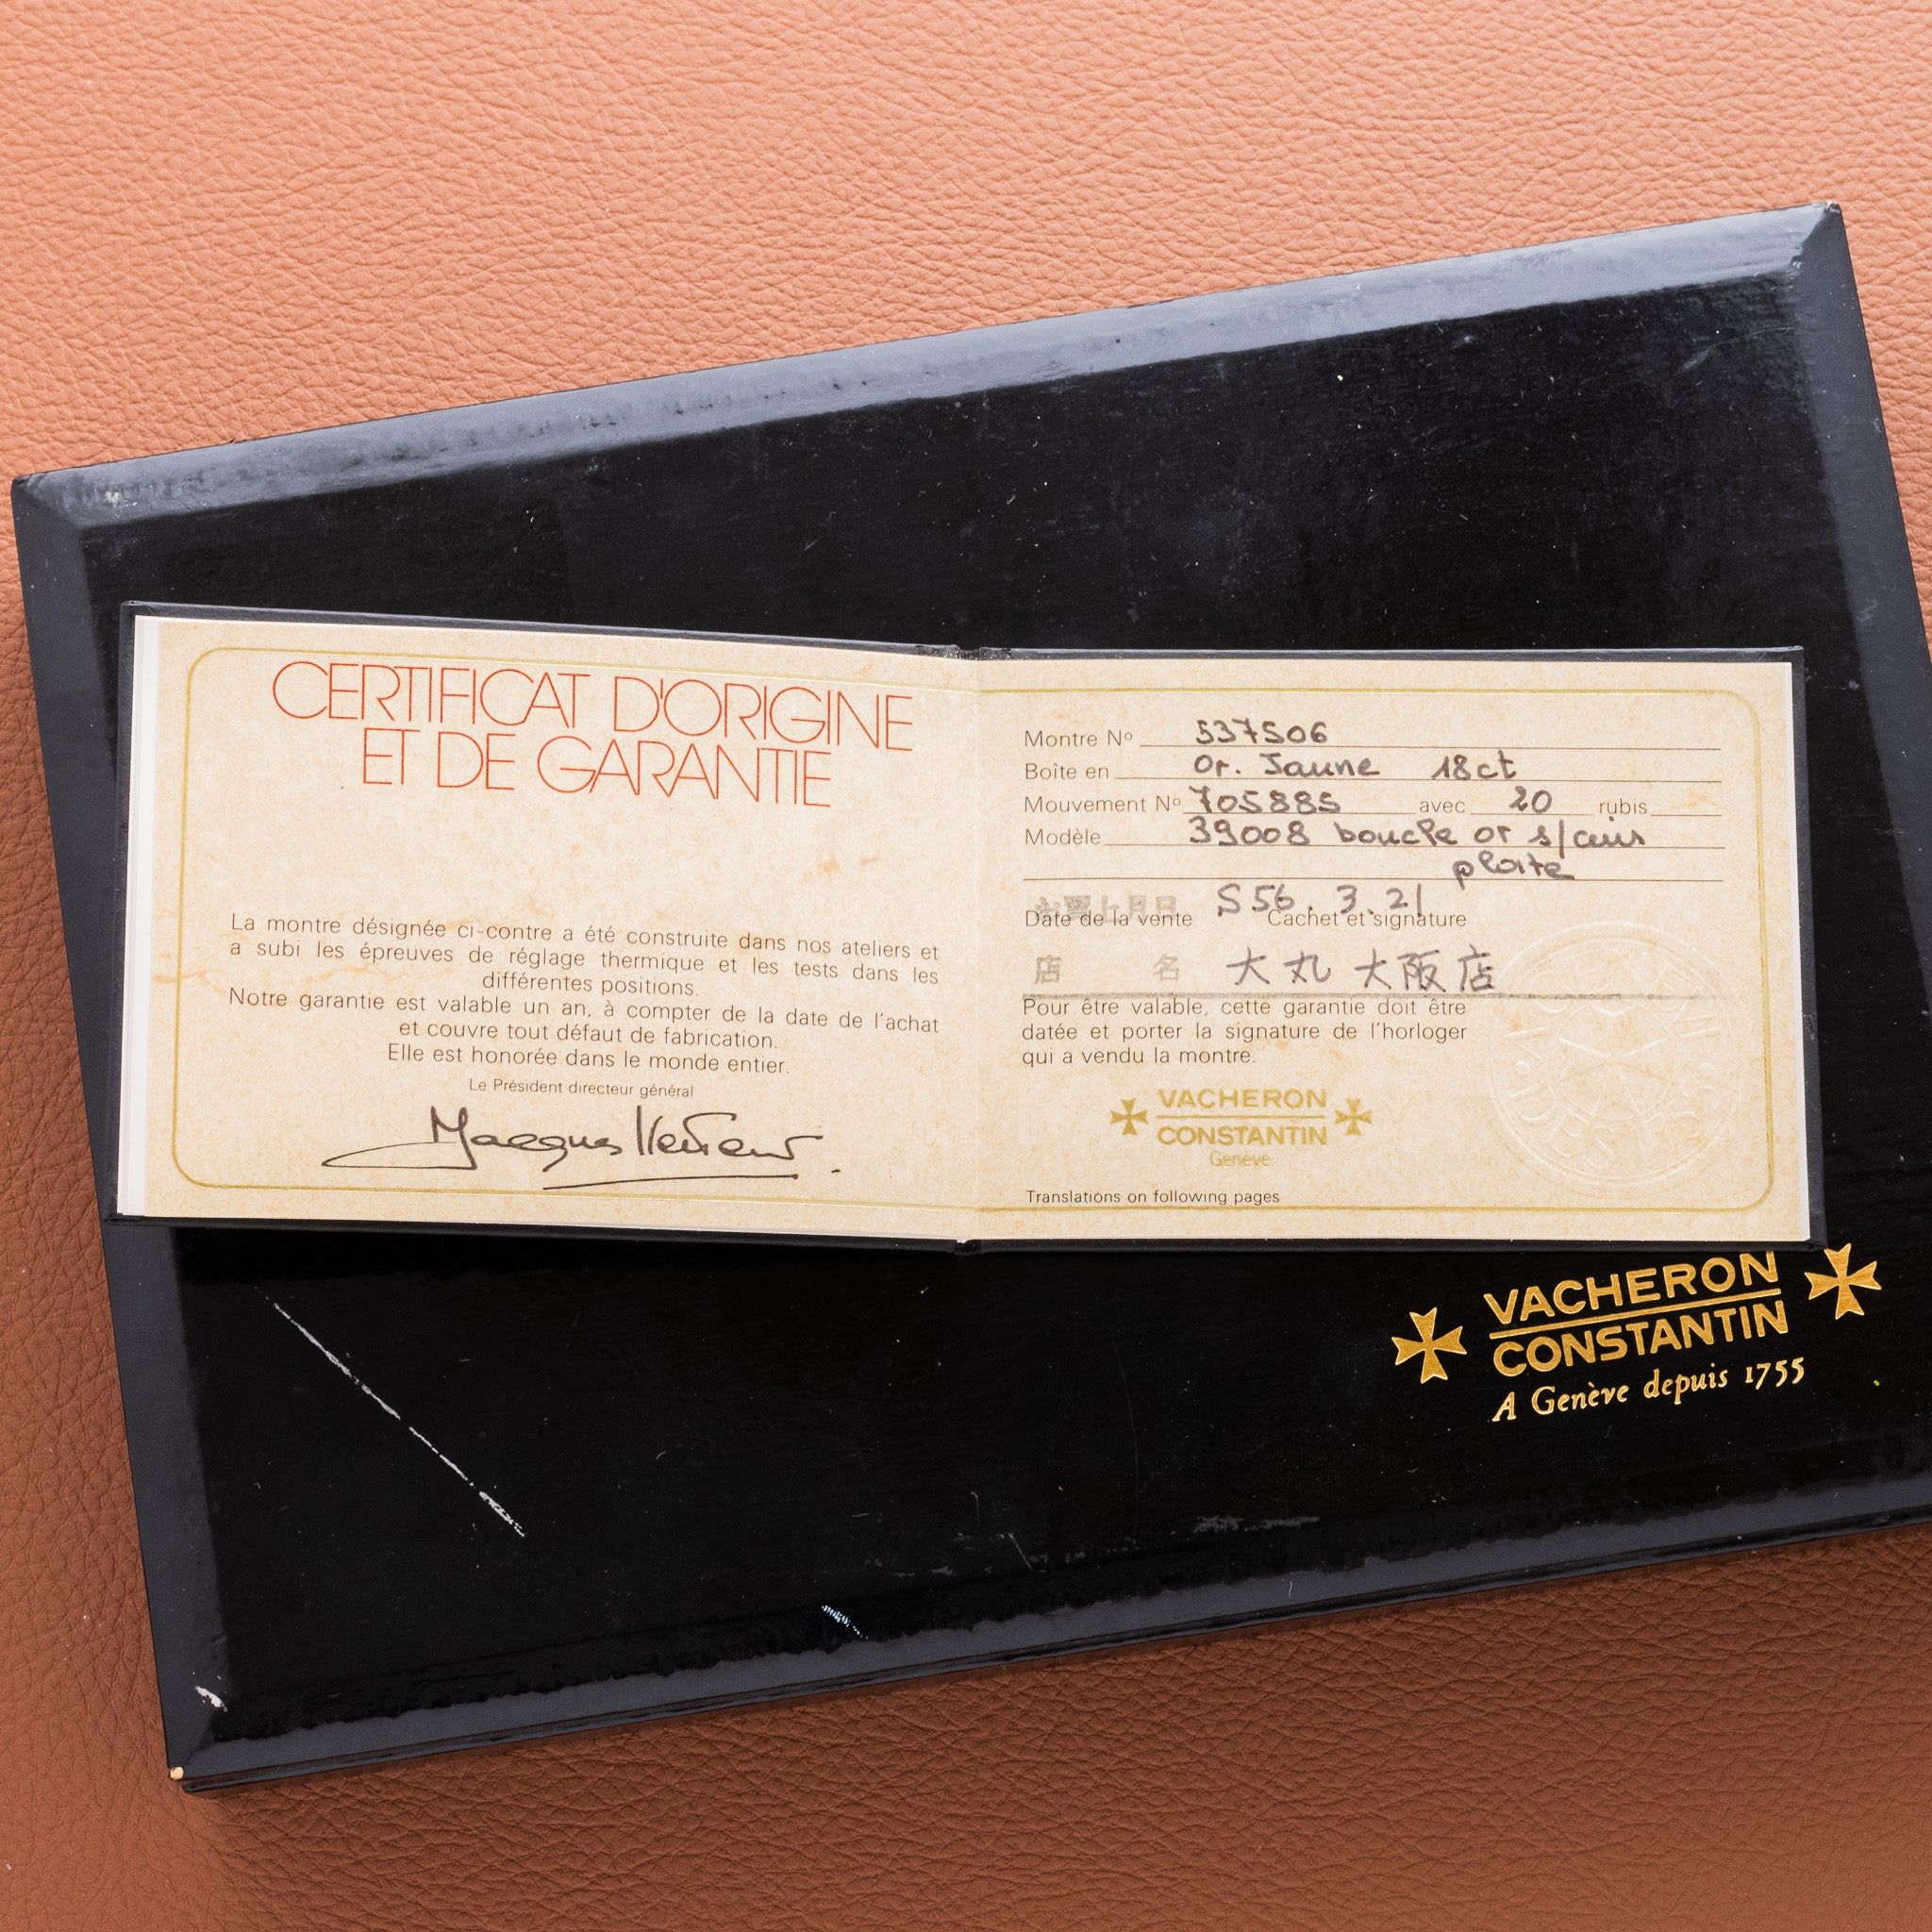 CERTIFICAT D'ORIGINE
ET DE GARANTIE
La montre désignée ci-contre a été construite dans nos ateliers et
a subi les épreuves de réglage thermique et les tests dans les
différentes positions.
Notre garantie est valable un an, à compter de la date de l'achat
et couvre tout défaut de fabrication.
Elle est honorée dans le monde entier.
Le Président directeur général
Montre No 537506
Boîte en Or. Jaune 18ct
Mouvement No 705885 avec 20 rubis
Modèle 39008 boucle or s/cuir
S56. 3.21
Date de la vente Cachet et signature
店 名 大丸 大阪店
Pour être valable, cette garantie doit être
datée et porter la signature de l'horloger
qui a vendu la montre.
VACHERON
CONSTANTIN
Genève
Translations on following pages
VACHERON
CONSTANTIN
A Genève depuis 1755